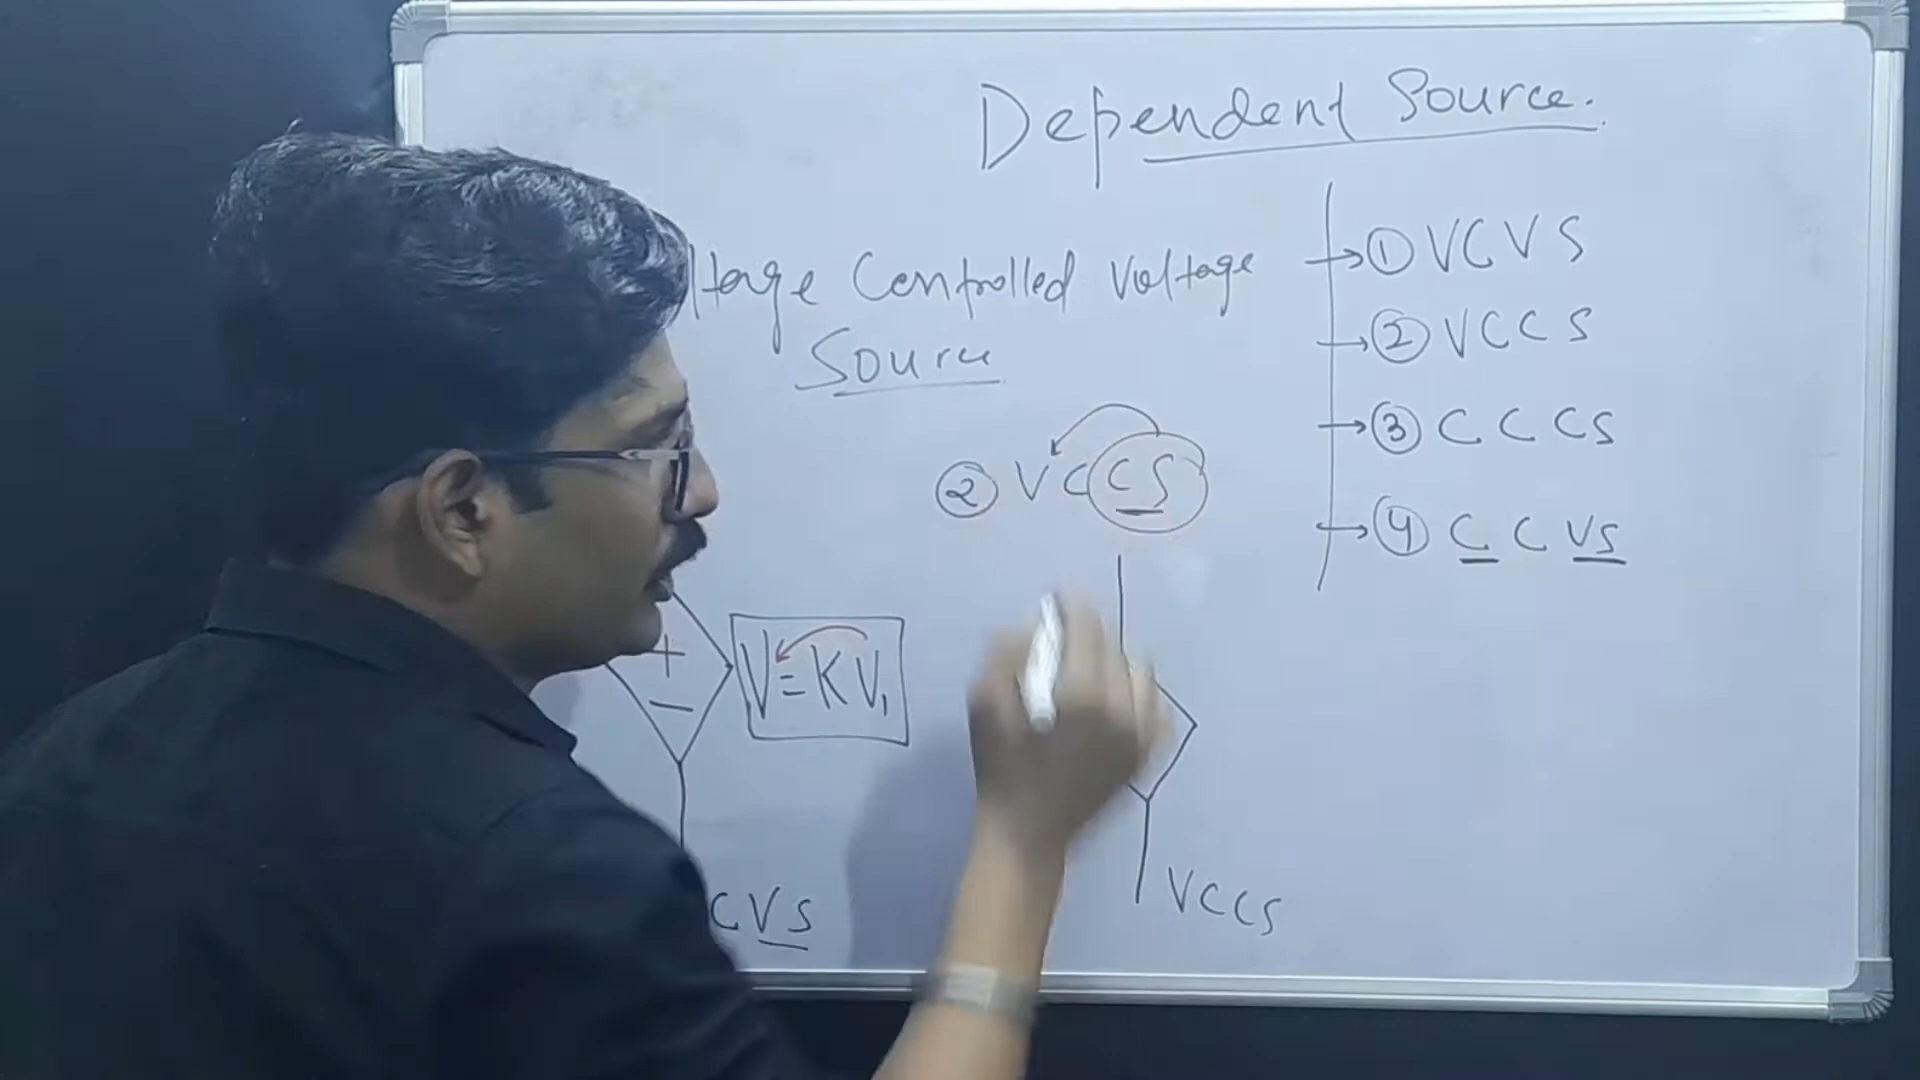 Dependent Source.
ltage Controlled Voltage
Source
→① VCVS
→② VCCS
→③ CCCS
→④ CCVS
② VCCS
+
−
V = KV₁
CVS
VCCS